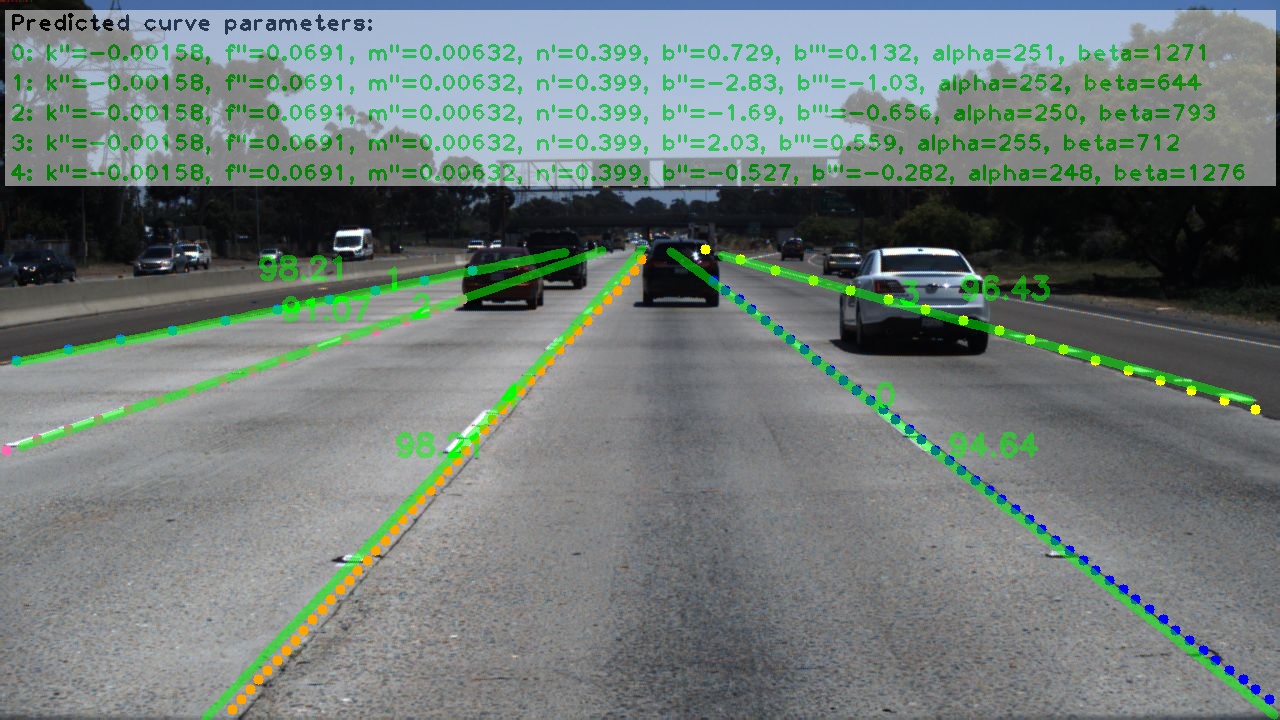 Predicted curve parameters:
0: k"=-0.00158, f"=0.0691, m"=0.00632, n'=0.399, b"=0.729, b'"=0.132, alpha=251, beta=1271
1: k"=-0.00158, f"=0.0691, m"=0.00632, n'=0.399, b"=-2.83, b'"=-1.03, alpha=252, beta=644
2: k"=-0.00158, f"=0.0691, m"=0.00632, n'=0.399, b"=-1.69, b'"=-0.656, alpha=250, beta=793
3: k"=-0.00158, f"=0.0691, m"=0.00632, n'=0.399, b"=2.03, b'"=0.559, alpha=255, beta=712
4: k"=-0.00158, f"=0.0691, m"=0.00632, n'=0.399, b"=-0.527, b'"=-0.282, alpha=248, beta=1276
98.21 1
3 96.43
91.07 2
0
98.21
94.64